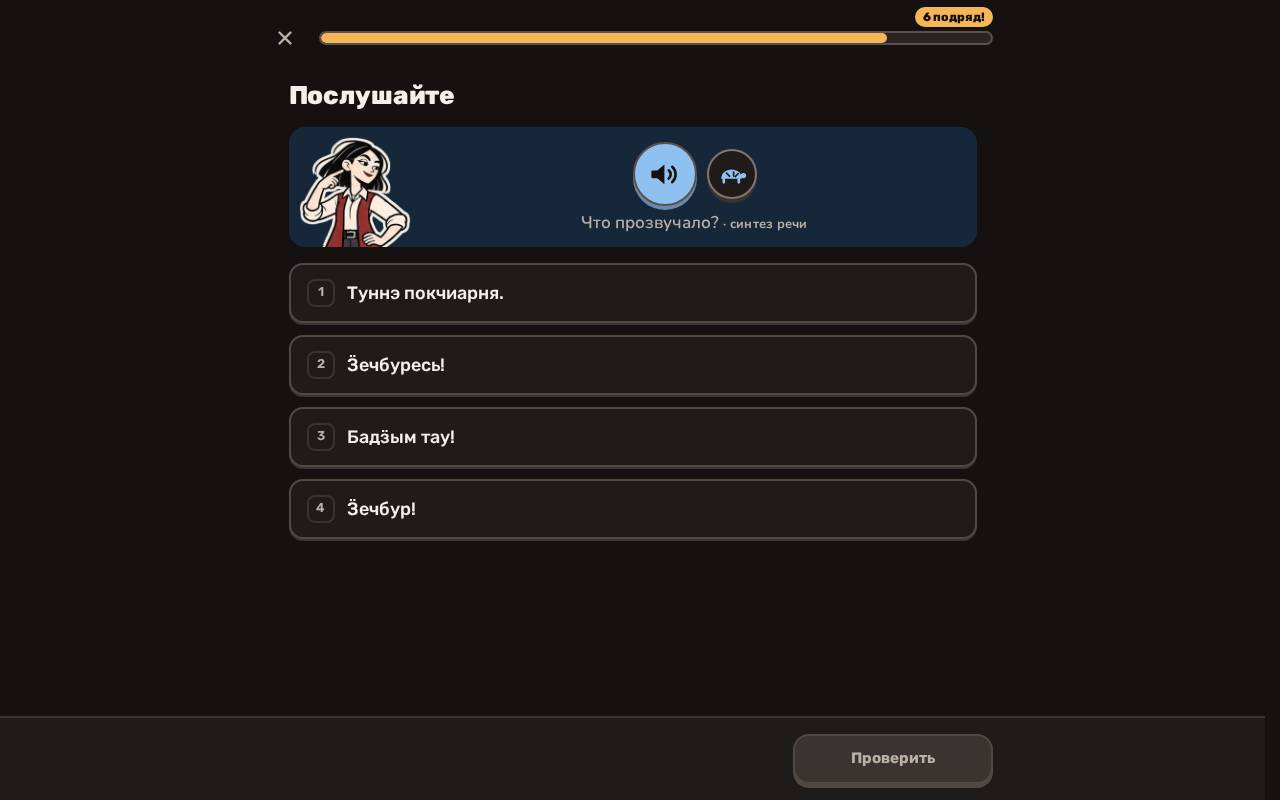 6 подряд!
Послушайте
Что прозвучало? · синтез речи
1 Туннэ покчиарня.
2 Ӟечбуресь!
3 Бадӟым тау!
4 Ӟечбур!
Проверить